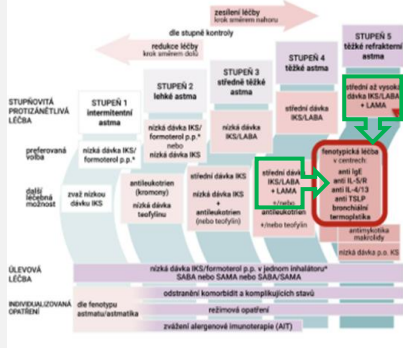 zesílení léčby
krok směrem nahoru
dle stupně kontroly
redukce léčby
krok směrem dolů
STUPEŇ 5
těžké refrakterní
astma
STUPEŇ 4
těžké astma
STUPEŇ 3
středně těžké
astma
STUPEŇ 2
lehké astma
STUPEŇ 1
intermitentní
astma
STUPŇOVITÁ
PROTIZÁNĚTLIVÁ
LÉČBA
preferovaná
volba
nízká dávka IKS/
formoterol p.p.*
nízká dávka IKS/
formoterol p.p.*
nebo
nízká dávka IKS
nízká dávka
IKS/LABA
střední dávka
IKS/LABA
střední až vysoká
dávka IKS/LABA
+ LAMA
další
léčebná
možnost
zvaž nízkou
dávku IKS
antileukotrien
(kromony)
nízká dávka
teofylinu
střední dávka
IKS
nízká dávka IKS
+
antileukotrien
(nebo teofylin)
střední dávka
IKS/LABA
+ LAMA
+/nebo
antileukotrien
+/nebo teofylin
fenotypická léčba
v centrech:
anti IgE
anti IL-5/R
anti IL-4/13
anti TSLP
bronchiální
termoplastika
antimykotika
makrolidy
nízká dávka p.o. KS
ÚLEVOVÁ
LÉČBA
nízká dávka IKS/formoterol p.p. v jednom inhalátoru*
SABA nebo SAMA nebo SABA/SAMA
INDIVIDUALIZOVANÁ
OPATŘENÍ
dle fenotypu
astmatu/astmatika
odstranění komorbidit a komplikujících stavů
režimová opatření
zvážení alergenové imunoterapie (AIT)